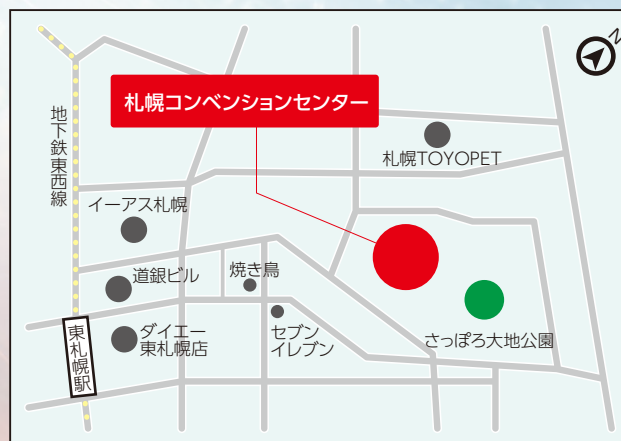 N
札幌コンベンションセンター
地下鉄東西線
札幌TOYOPET
イーアス札幌
道銀ビル
焼き鳥
東札幌駅
ダイエー
東札幌店
セブン
イレブン
さっぽろ大地公園